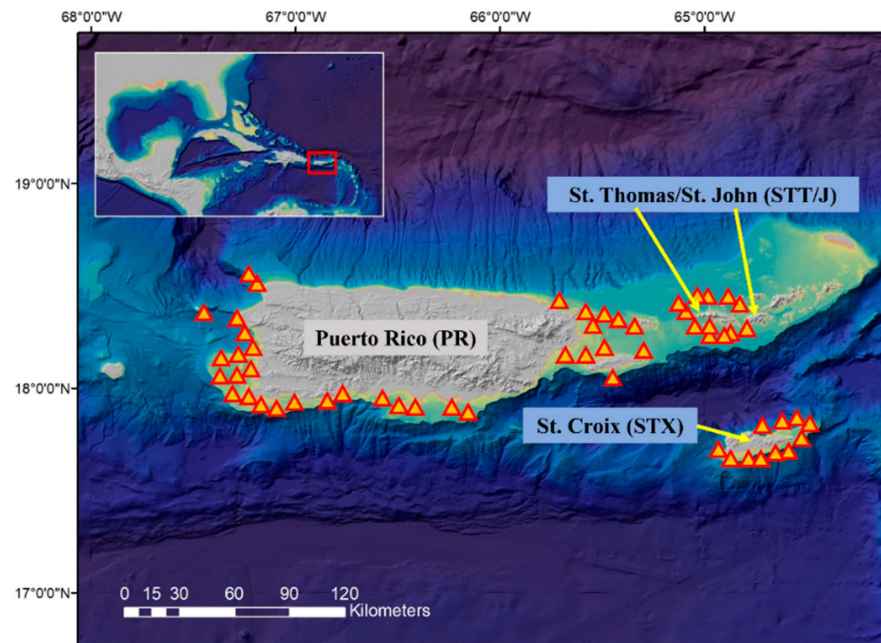 68°0'0"W 67°0'0"W 66°0'0"W 65°0'0"W
19°0'0"N
St. Thomas/St. John (STT/J)
Puerto Rico (PR)
18°0'0"N
St. Croix (STX)
17°0'0"N
0 15 30 60 90 120
Kilometers